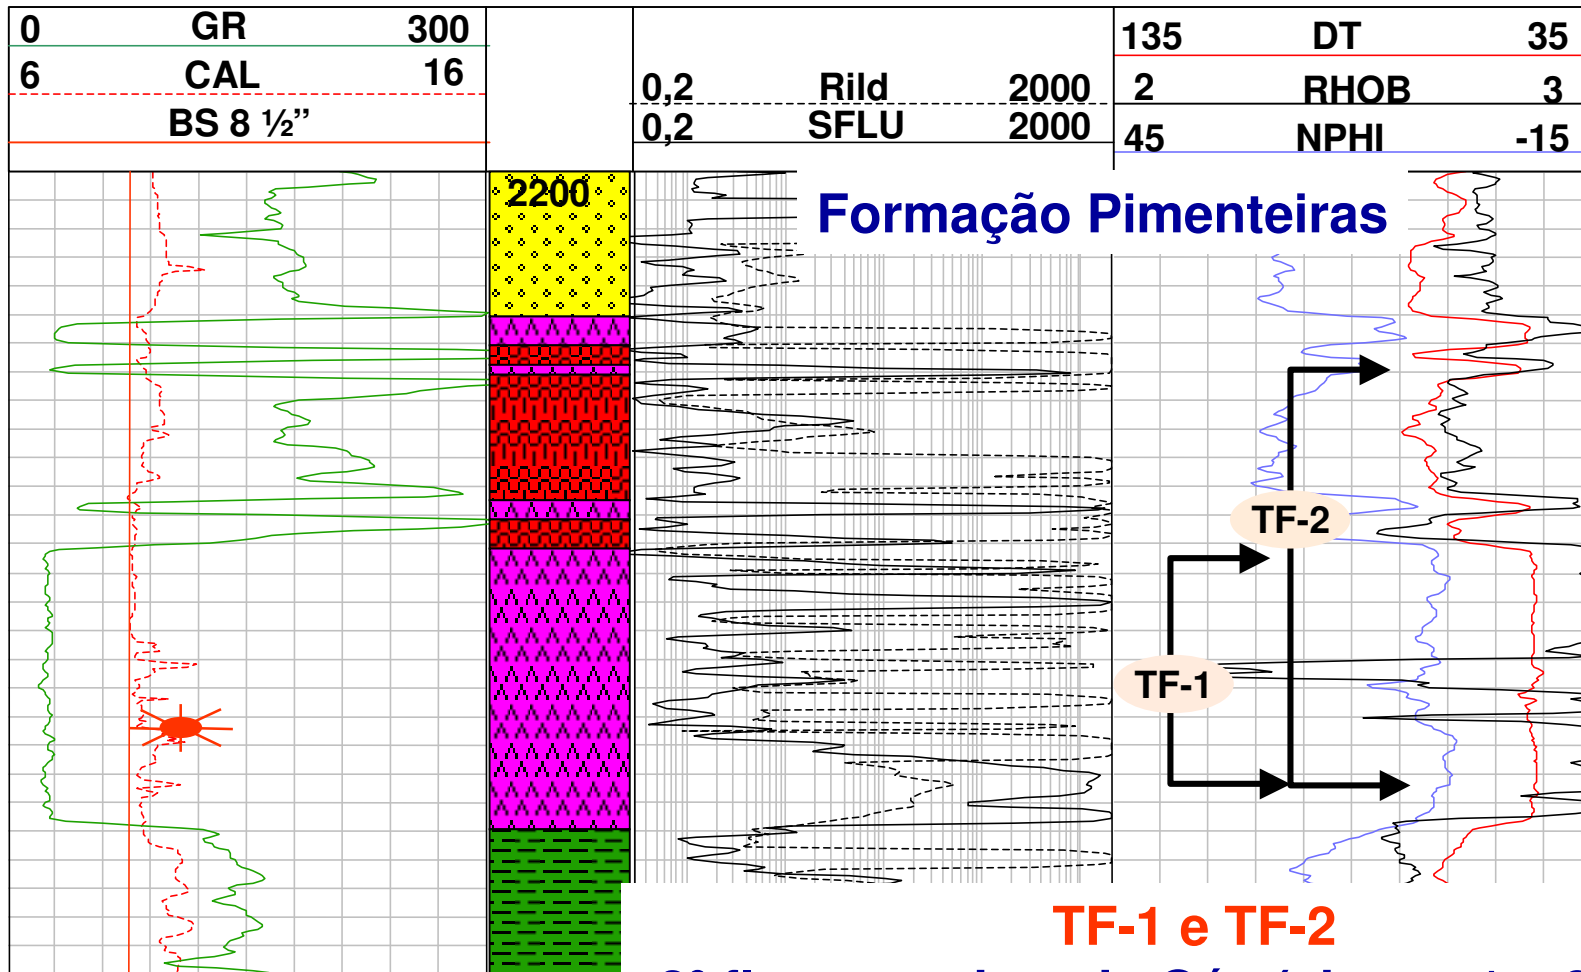 0 GR 300
6 CAL 16
BS 8 ½”
0,2 Rild 2000
0,2 SFLU 2000
135 DT 35
2 RHOB 3
45 NPHI -15
2200
Formação Pimenteiras
TF-2
TF-1
TF-1 e TF-2